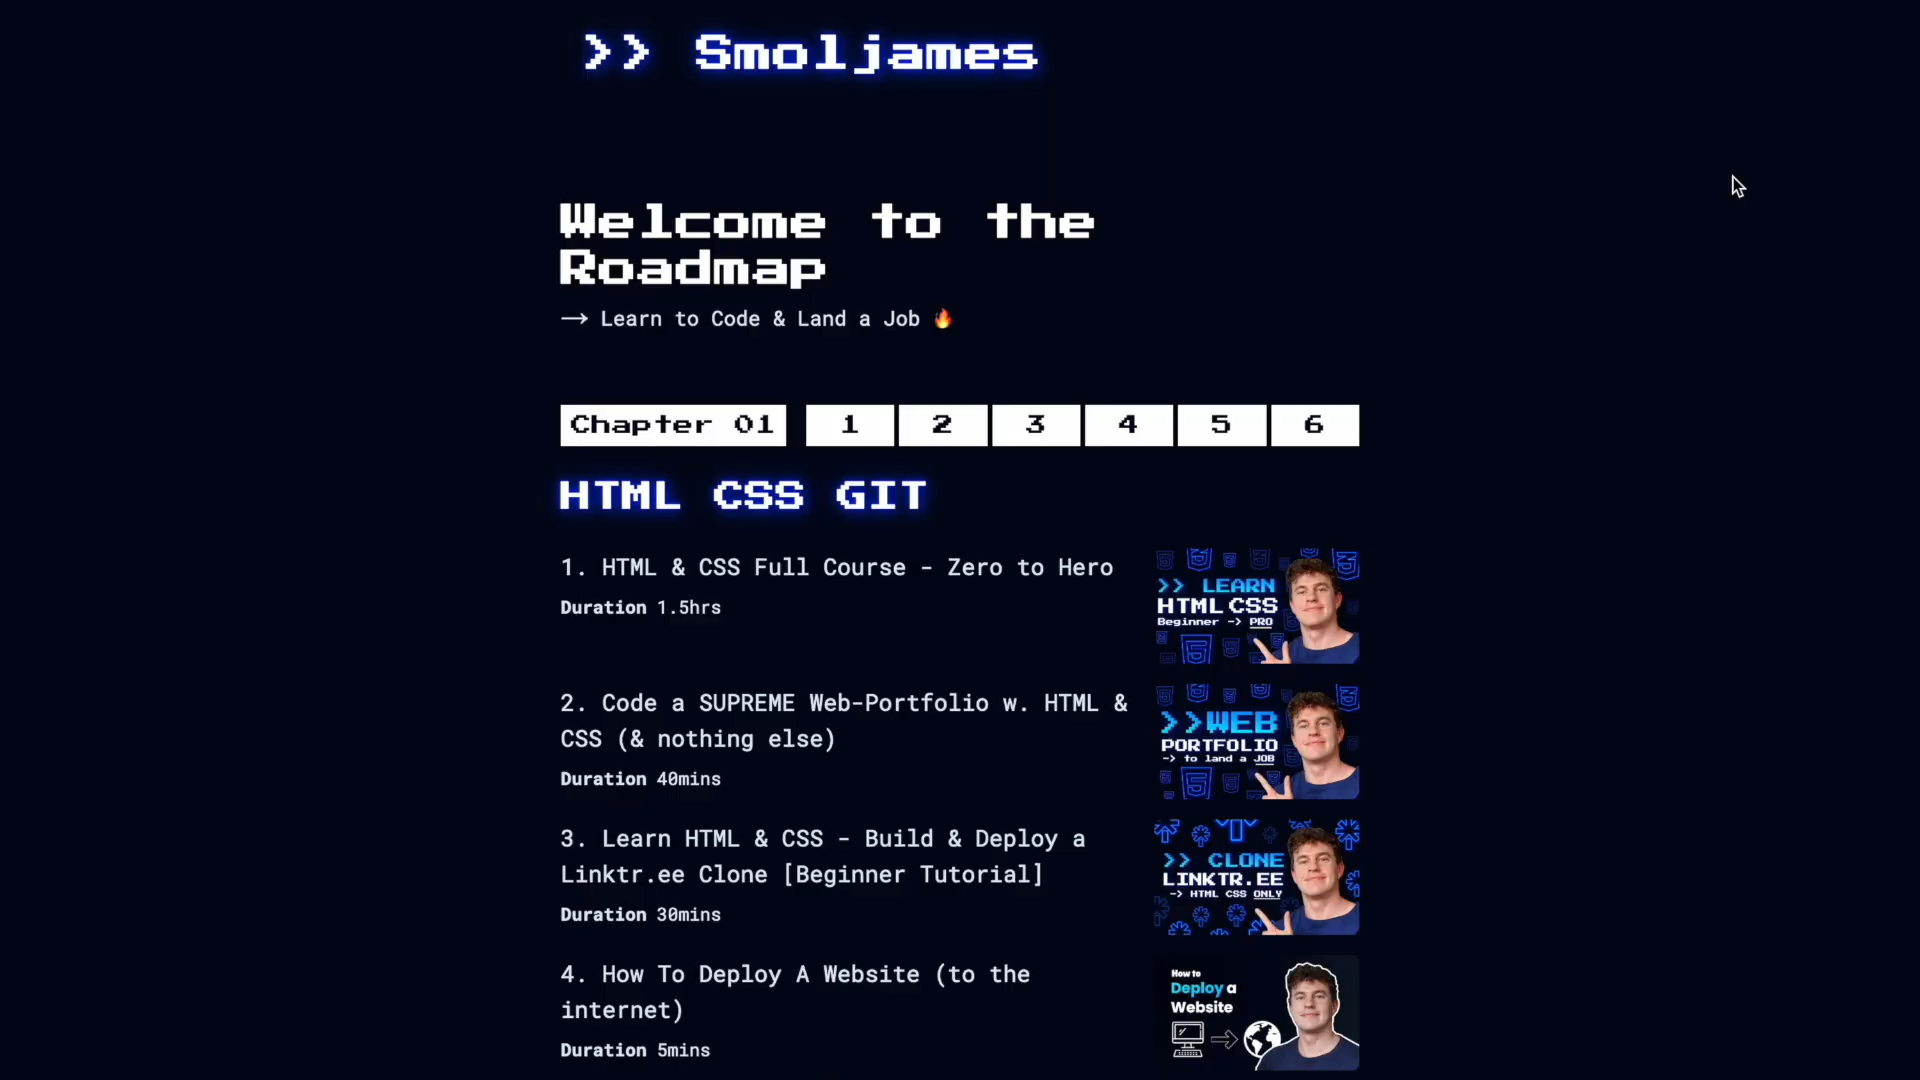 >> Smoljames
Welcome to the
Roadmap
→ Learn to Code & Land a Job 🔥
Chapter 01 1 2 3 4 5 6
HTML CSS GIT
1. HTML & CSS Full Course - Zero to Hero
Duration 1.5hrs
>> LEARN
HTML CSS
Beginner -> PRO
2. Code a SUPREME Web-Portfolio w. HTML &
CSS (& nothing else)
Duration 40mins
>>WEB
PORTFOLIO
-> to land a JOB
3. Learn HTML & CSS - Build & Deploy a
Linktr.ee Clone [Beginner Tutorial]
Duration 30mins
>> CLONE
LINKTR.EE
-> HTML CSS ONLY
4. How To Deploy A Website (to the
internet)
Duration 5mins
How to
Deploy a
Website